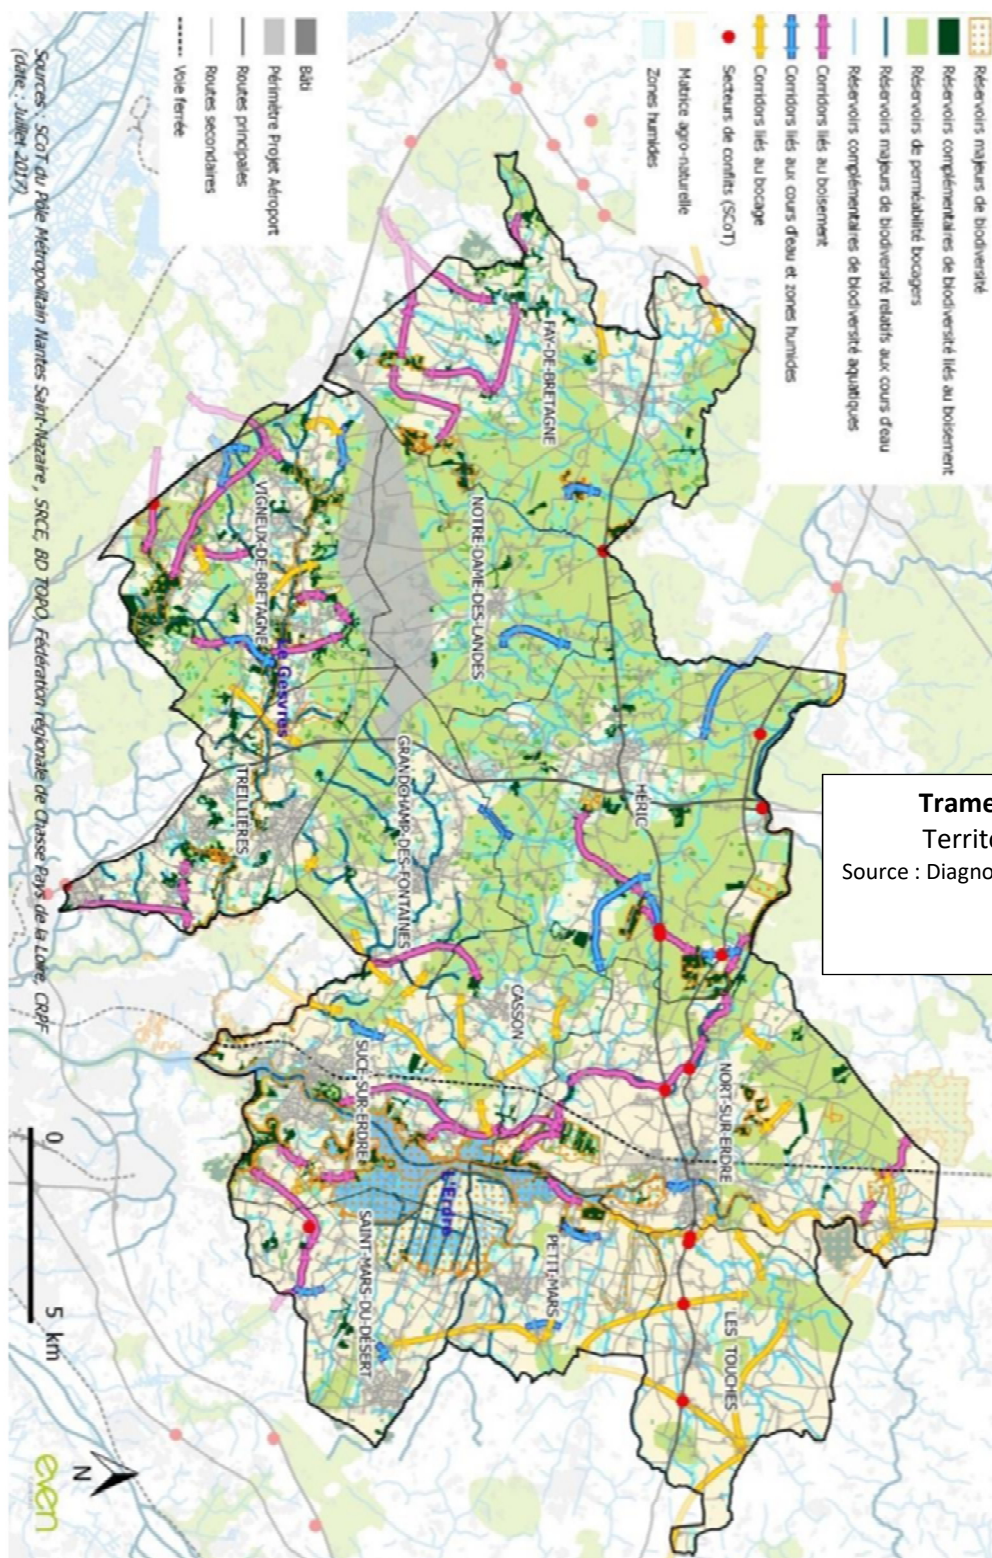 Réservoirs majeurs de biodiversité
Réservoirs complémentaires de biodiversité liés au boisement
Réservoirs de perméabilité bocagers
Réservoirs majeurs de biodiversité relatifs aux cours d'eau
Réservoirs complémentaires de biodiversité aquatiques
Corridors liés au boisement
Corridors liés aux cours d'eau et zones humides
Corridors liés au bocage
Secteurs de conflits (SCoT)
Matrice agro-naturelle
Zones humides
Bâti
Périmètre Projet Aéroport
Routes principales
Routes secondaires
Voie ferrée
FAY-DE-BRETAGNE
NOTRE-DAME-DES-LANDES
VIGNEUX-DE-BRETAGNE
Le Gesvres
HERIC
GRANDCHAMP-DES-FONTAINES
TREILLIERES
CASSON
NORT-SUR-ERDRE
SUCE-SUR-ERDRE
L'Erdre
PETIT-MARS
SAINT-MARS-DU-DESERT
LES TOUCHES
Trame
Territo
Source : Diagno
0 5 km
N
even
Sources : SCoT du Pôle Métropolitain Nantes Saint-Nazaire , SRCE, BD TOPO, Fédération régionale de Chasse Pays de la Loire, CRPF
(date : Juillet 2017)